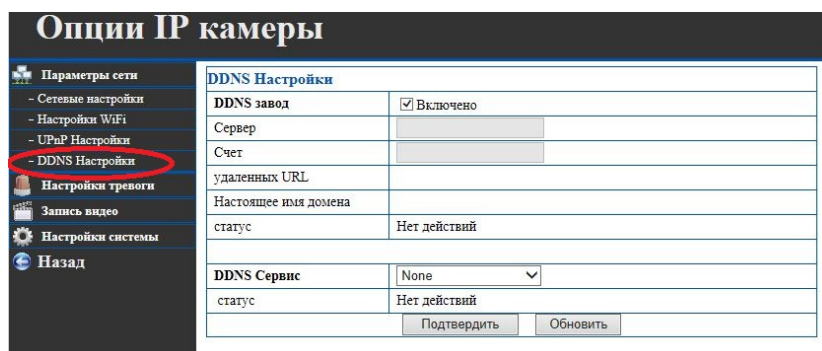 Опции IP камеры
Параметры сети
- Сетевые настройки
- Настройки WiFi
- UPnP Настройки
- DDNS Настройки
Настройки тревоги
Запись видео
Настройки системы
Назад
DDNS Настройки
DDNS завод Включено
Сервер
Счет
удаленных URL
Настоящее имя домена
статус Нет действий
DDNS Сервис None
статус Нет действий
Подтвердить Обновить